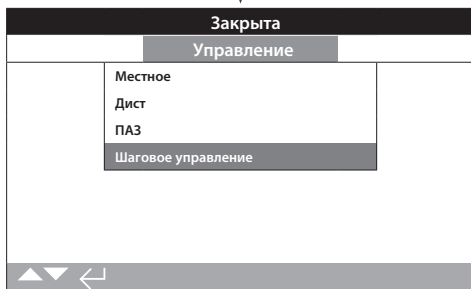 Закрыта
Управление
Местное
Дист
ПАЗ
Шаговое управление